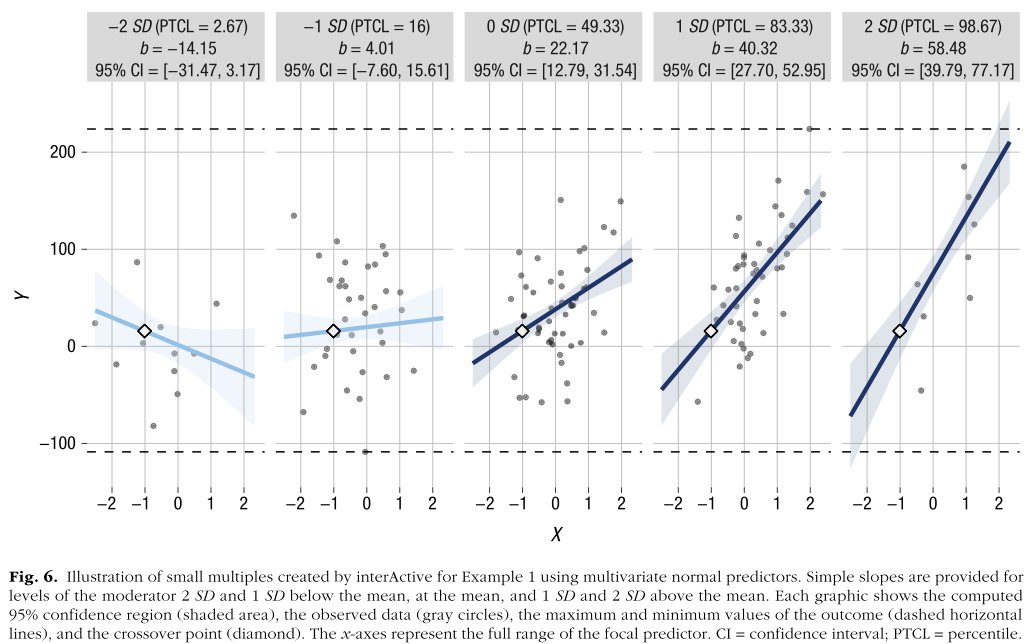 −2 SD (PTCL = 2.67)
b = −14.15
95% CI = [−31.47, 3.17]
−1 SD (PTCL = 16)
b = 4.01
95% CI = [−7.60, 15.61]
0 SD (PTCL = 49.33)
b = 22.17
95% CI = [12.79, 31.54]
1 SD (PTCL = 83.33)
b = 40.32
95% CI = [27.70, 52.95]
2 SD (PTCL = 98.67)
b = 58.48
95% CI = [39.79, 77.17]
200
100
Y
0
−100
−2 −1 0 1 2
−2 −1 0 1 2
−2 −1 0 1 2
−2 −1 0 1 2
−2 −1 0 1 2
X
Fig. 6. Illustration of small multiples created by interActive for Example 1 using multivariate normal predictors. Simple slopes are provided for
levels of the moderator 2 SD and 1 SD below the mean, at the mean, and 1 SD and 2 SD above the mean. Each graphic shows the computed
95% confidence region (shaded area), the observed data (gray circles), the maximum and minimum values of the outcome (dashed horizontal
lines), and the crossover point (diamond). The x-axes represent the full range of the focal predictor. CI = confidence interval; PTCL = percentile.